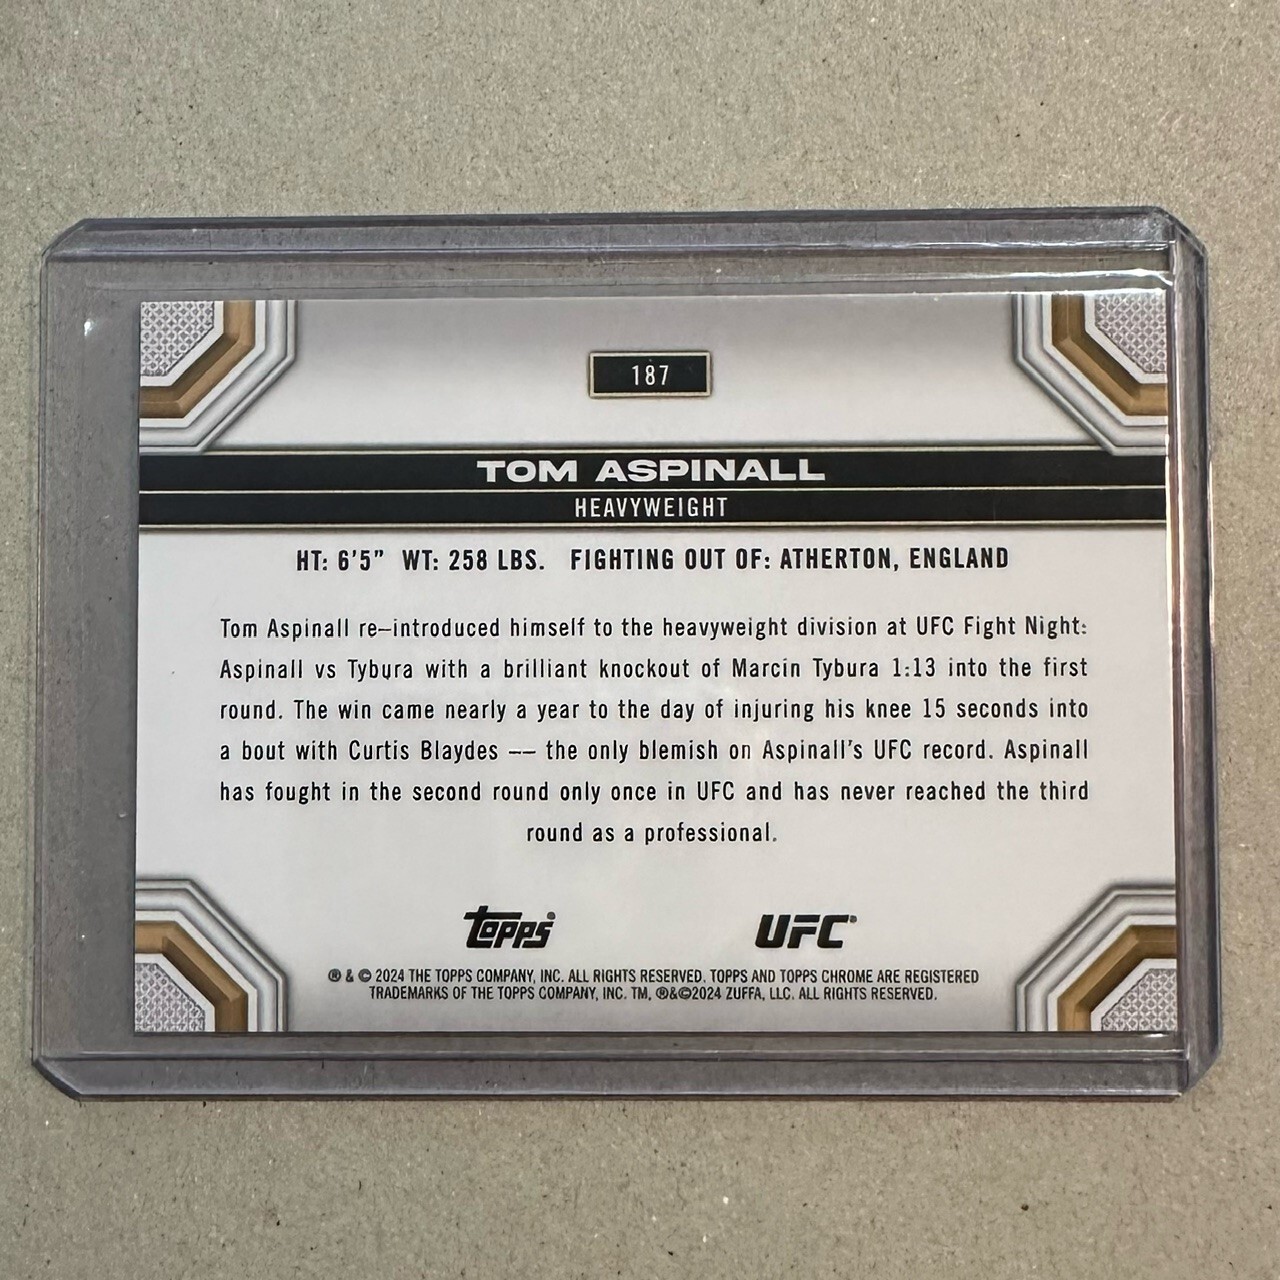 187
TOM ASPINALL
HEAVYWEIGHT
HT: 6'5" WT: 258 LBS. FIGHTING OUT OF: ATHERTON, ENGLAND
Tom Aspinall re-introduced himself to the heavyweight division at UFC Fight Night:
Aspinall vs Tybura with a brilliant knockout of Marcin Tybura 1:13 into the first
round. The win came nearly a year to the day of injuring his knee 15 seconds into
a bout with Curtis Blaydes -- the only blemish on Aspinall's UFC record. Aspinall
has fought in the second round only once in UFC and has never reached the third
round as a professional.
Topps UFC®
® & © 2024 THE TOPPS COMPANY, INC. ALL RIGHTS RESERVED. TOPPS AND TOPPS CHROME ARE REGISTERED
TRADEMARKS OF THE TOPPS COMPANY, INC. TM, ®&©2024 ZUFFA, LLC. ALL RIGHTS RESERVED.